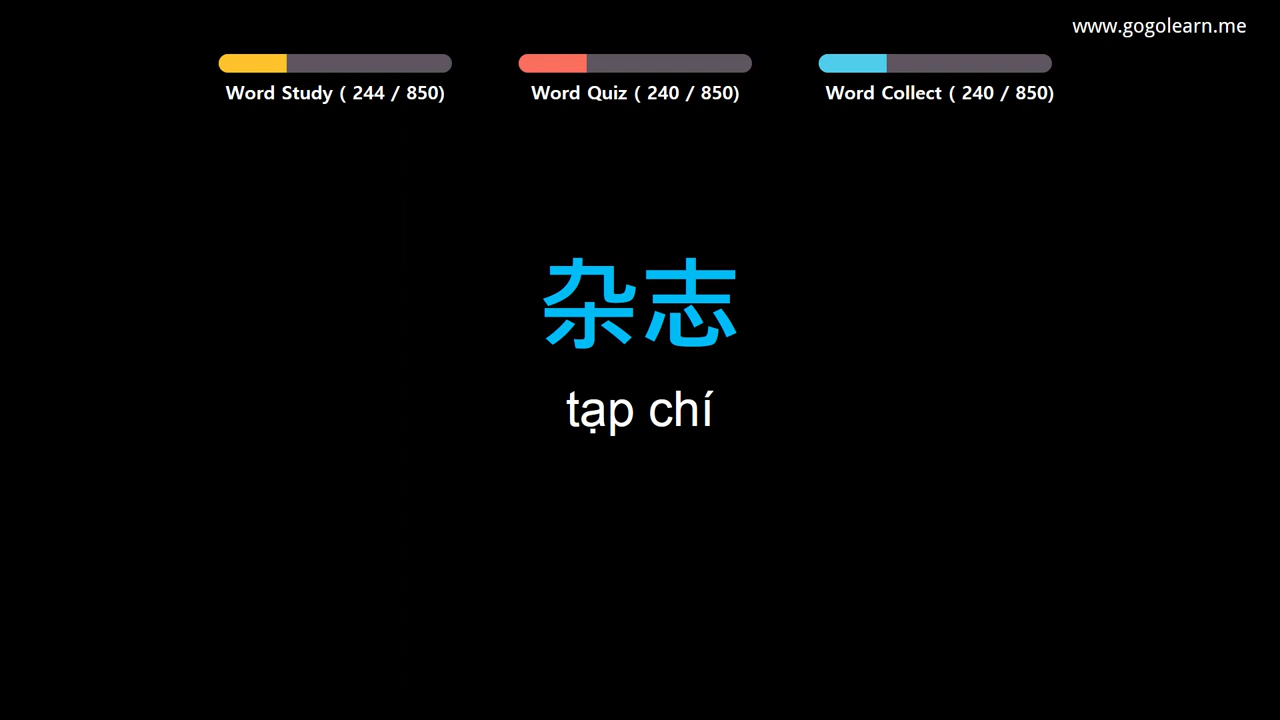 www.gogolearn.me
Word Study ( 244 / 850)
Word Quiz ( 240 / 850)
Word Collect ( 240 / 850)
杂志
tạp chí